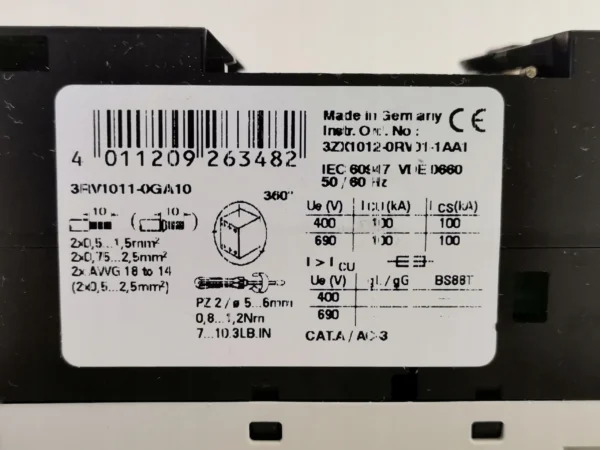 4 011209 263482
Made in Germany
Instr. Ord. No :
3ZX1012-0RV01-1AA1
CE
IEC 60947 VDE 0660
50 / 60 Hz
3RV1011-0GA10
10
10
2x0,5...1,5mm²
2x0,75...2,5mm²
2x AWG 18 to 14
(2x0,5...2,5mm²)
360°
PZ 2 / ø 5...6mm
0,8...1,2Nm
7...10.3LB.IN
Ue (V) ICU (kA) ICS (kA)
400 100 100
690 100 100
I > ICU
Ue (V) gL / gG BS88T
400
690
CAT.A / AC-3